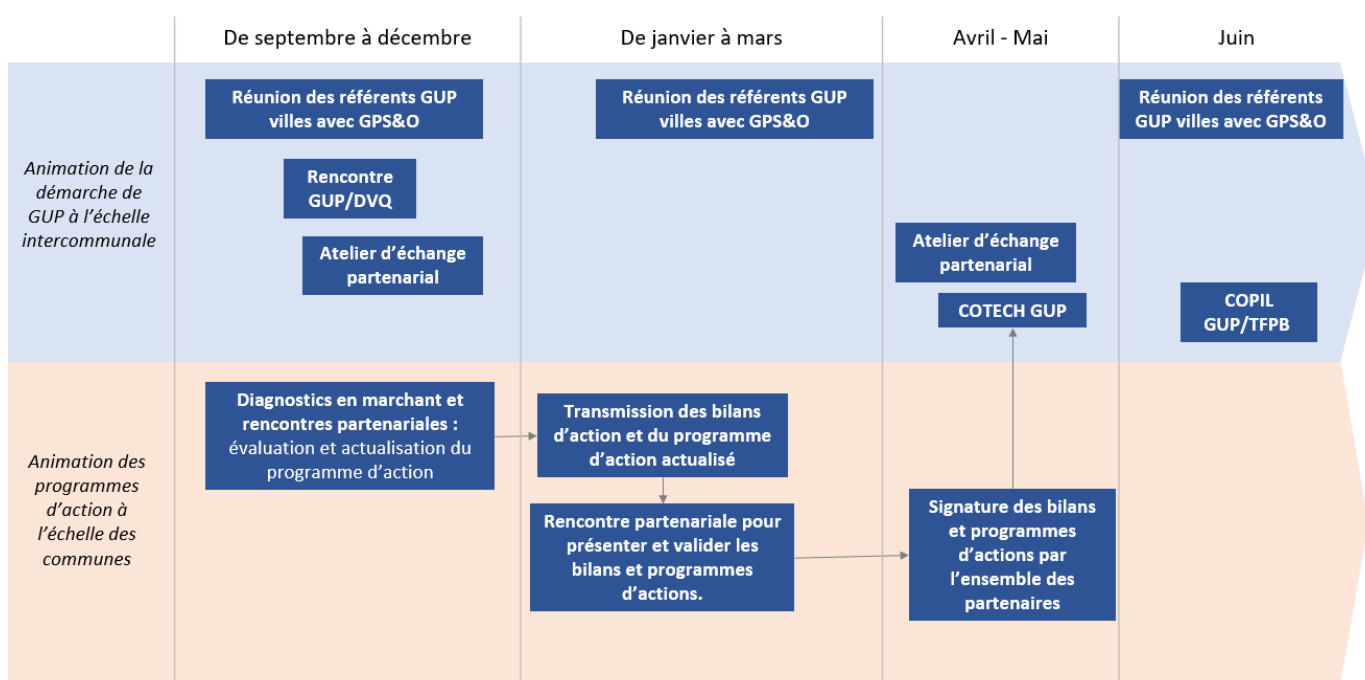 De septembre à décembre
De janvier à mars
Avril - Mai
Juin
Animation de la
démarche de
GUP à l’échelle
intercommunale
Réunion des référents GUP
villes avec GPS&O
Rencontre
GUP/DVQ
Atelier d’échange
partenarial
Réunion des référents GUP
villes avec GPS&O
Atelier d’échange
partenarial
COTECH GUP
Réunion des référents
GUP villes avec GPS&O
COPIL
GUP/TFPB
Animation des
programmes
d’action à
l’échelle des
communes
Diagnostics en marchant et
rencontres partenariales :
évaluation et actualisation du
programme d’action
Transmission des bilans
d’action et du programme
d’action actualisé
Rencontre partenariale pour
présenter et valider les
bilans et programmes
d’actions.
Signature des bilans
et programmes
d’actions par
l’ensemble des
partenaires